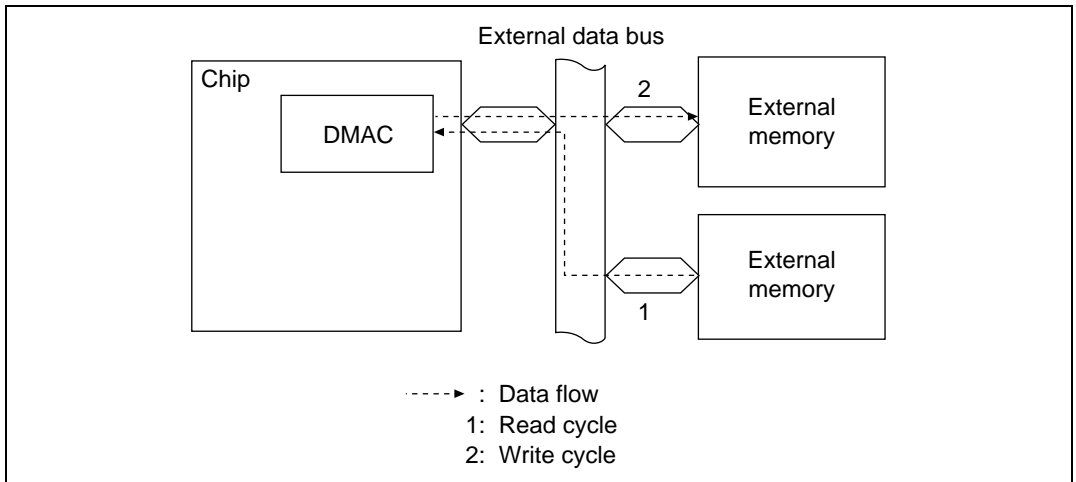 External data bus
Chip
DMAC
2
External
memory
External
memory
1
: Data flow
1: Read cycle
2: Write cycle